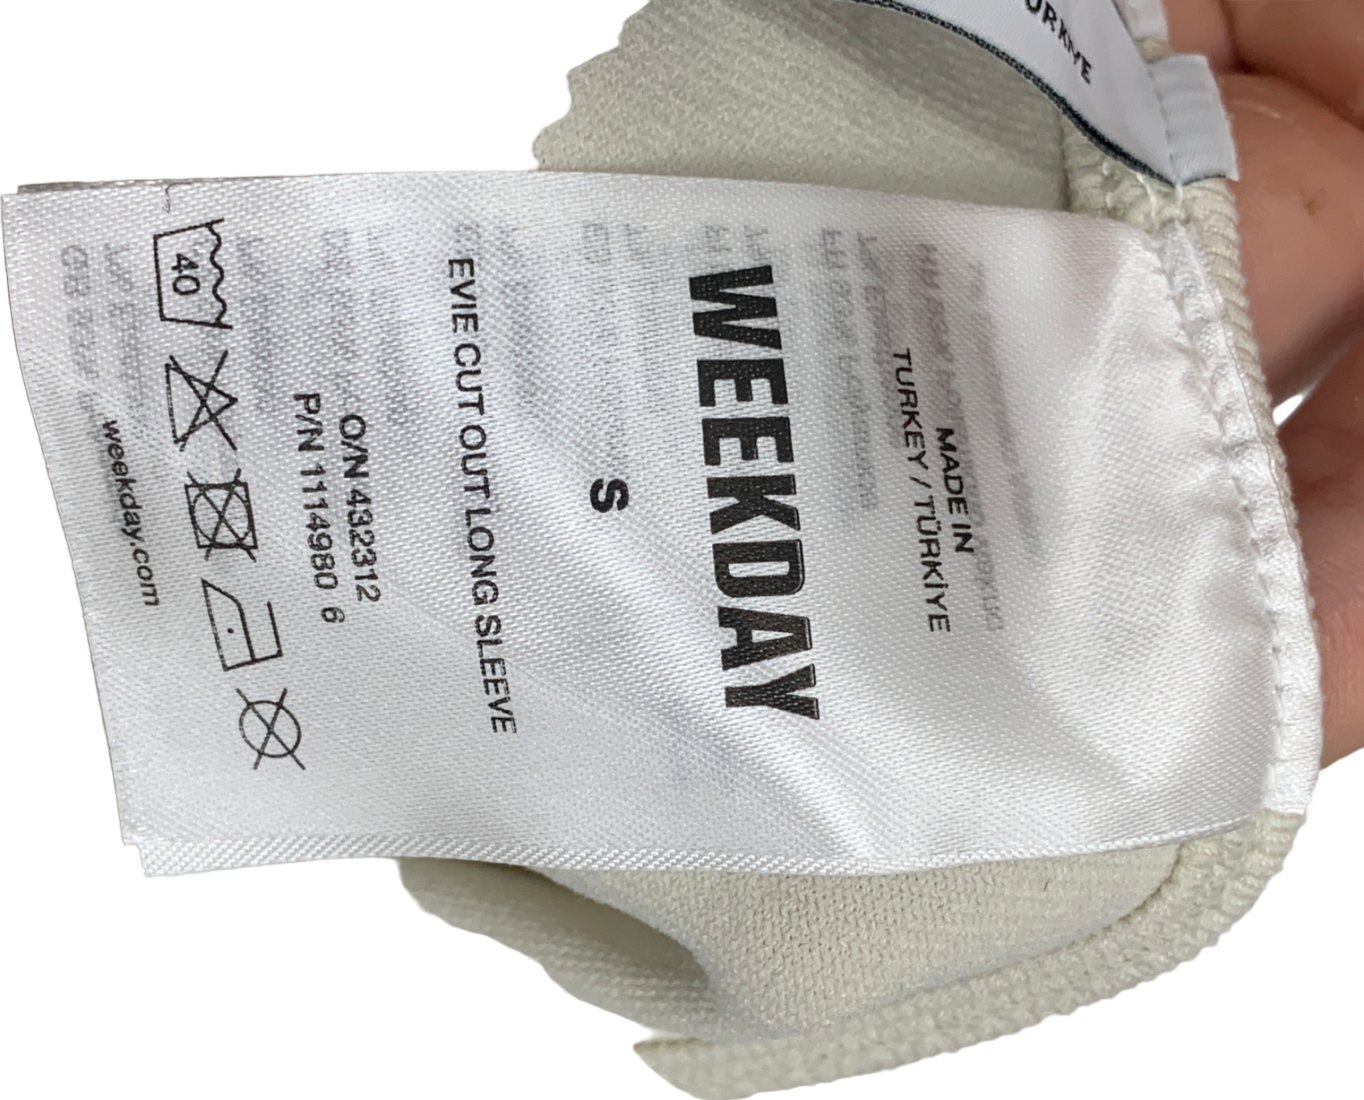 MADE IN
TURKEY / TÜRKİYE
WEEKDAY
S
EVIE CUT OUT LONG SLEEVE
O/N 432312
P/N 1114980 6
40
weekday.com